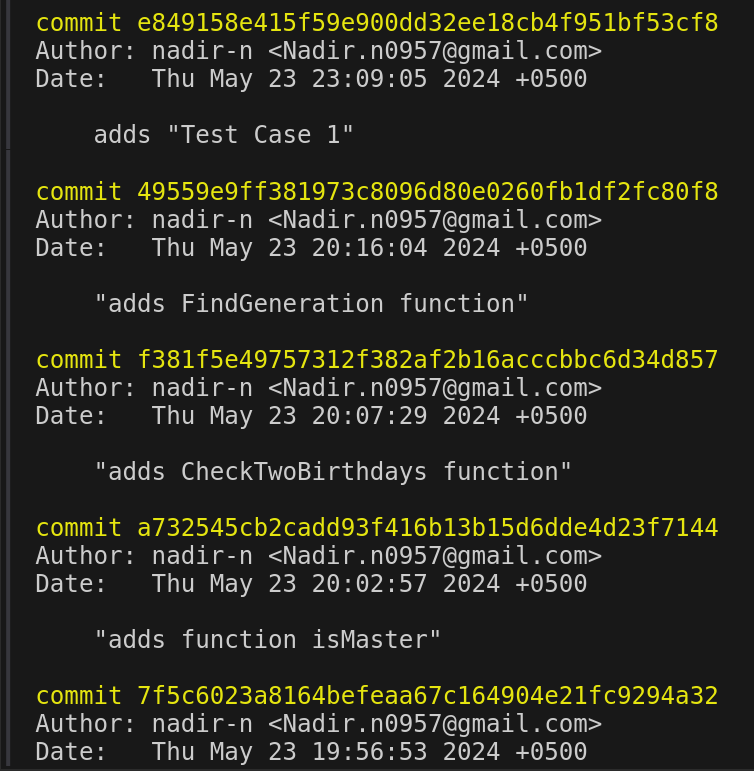 commit e849158e415f59e900dd32ee18cb4f951bf53cf8
Author: nadir-n <Nadir.n0957@gmail.com>
Date:   Thu May 23 23:09:05 2024 +0500
adds "Test Case 1"
commit 49559e9ff381973c8096d80e0260fb1df2fc80f8
Author: nadir-n <Nadir.n0957@gmail.com>
Date:   Thu May 23 20:16:04 2024 +0500
"adds FindGeneration function"
commit f381f5e49757312f382af2b16acccbbc6d34d857
Author: nadir-n <Nadir.n0957@gmail.com>
Date:   Thu May 23 20:07:29 2024 +0500
"adds CheckTwoBirthdays function"
commit a732545cb2cadd93f416b13b15d6dde4d23f7144
Author: nadir-n <Nadir.n0957@gmail.com>
Date:   Thu May 23 20:02:57 2024 +0500
"adds function isMaster"
commit 7f5c6023a8164befeaa67c164904e21fc9294a32
Author: nadir-n <Nadir.n0957@gmail.com>
Date:   Thu May 23 19:56:53 2024 +0500